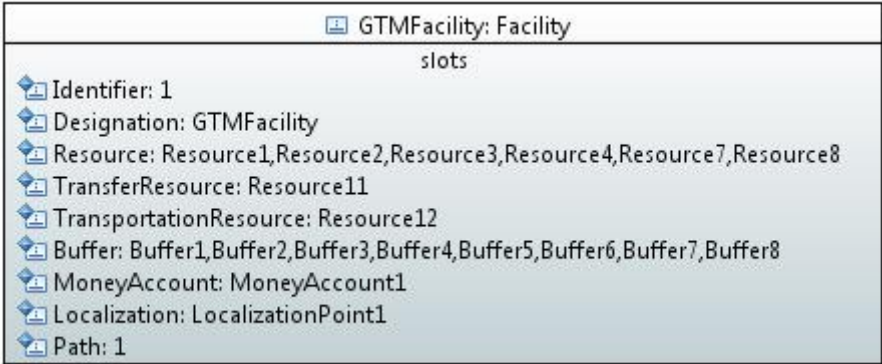 GTMFacility: Facility
slots
Identifier: 1
Designation: GTMFacility
Resource: Resource1,Resource2,Resource3,Resource4,Resource7,Resource8
TransferResource: Resource11
TransportationResource: Resource12
Buffer: Buffer1,Buffer2,Buffer3,Buffer4,Buffer5,Buffer6,Buffer7,Buffer8
MoneyAccount: MoneyAccount1
Localization: LocalizationPoint1
Path: 1